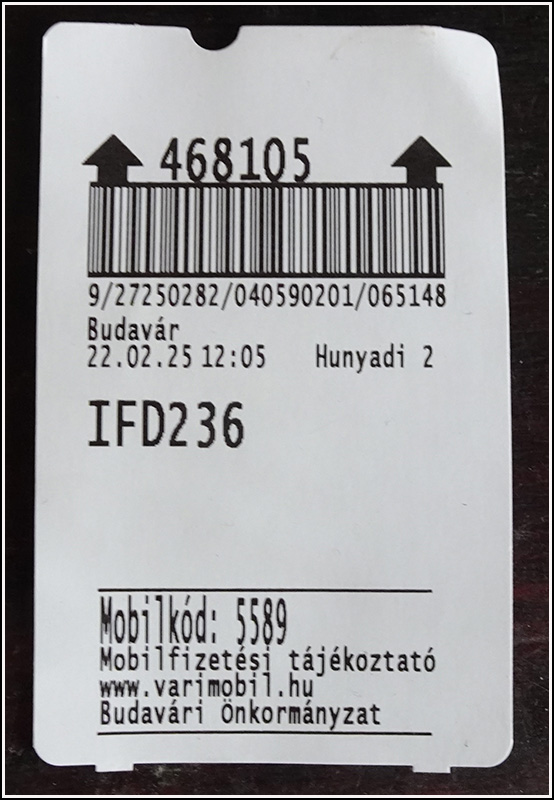 468105
9/27250282/040590201/065148
Budavár
22.02.25 12:05 Hunyadi 2
IFD236
Mobilkód: 5589
Mobilfizetési tájékoztató
www.varimobil.hu
Budavári Önkormányzat